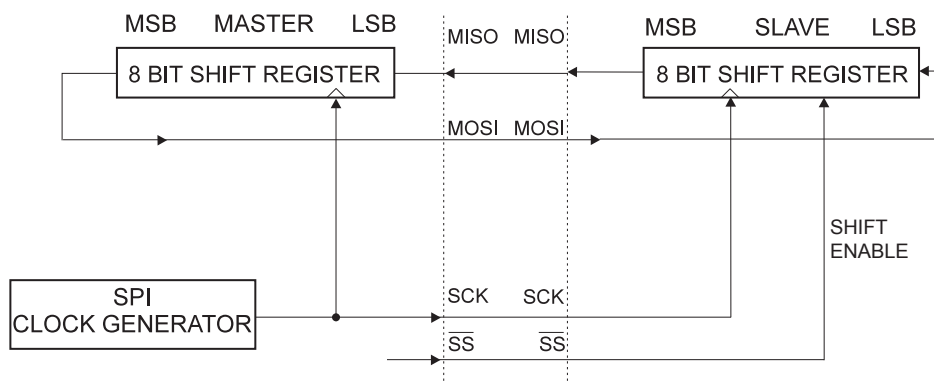 MSB MASTER LSB
8 BIT SHIFT REGISTER
MISO MISO
MSB SLAVE LSB
8 BIT SHIFT REGISTER
MOSI MOSI
SHIFT
ENABLE
SPI
CLOCK GENERATOR
SCK SCK
SS SS